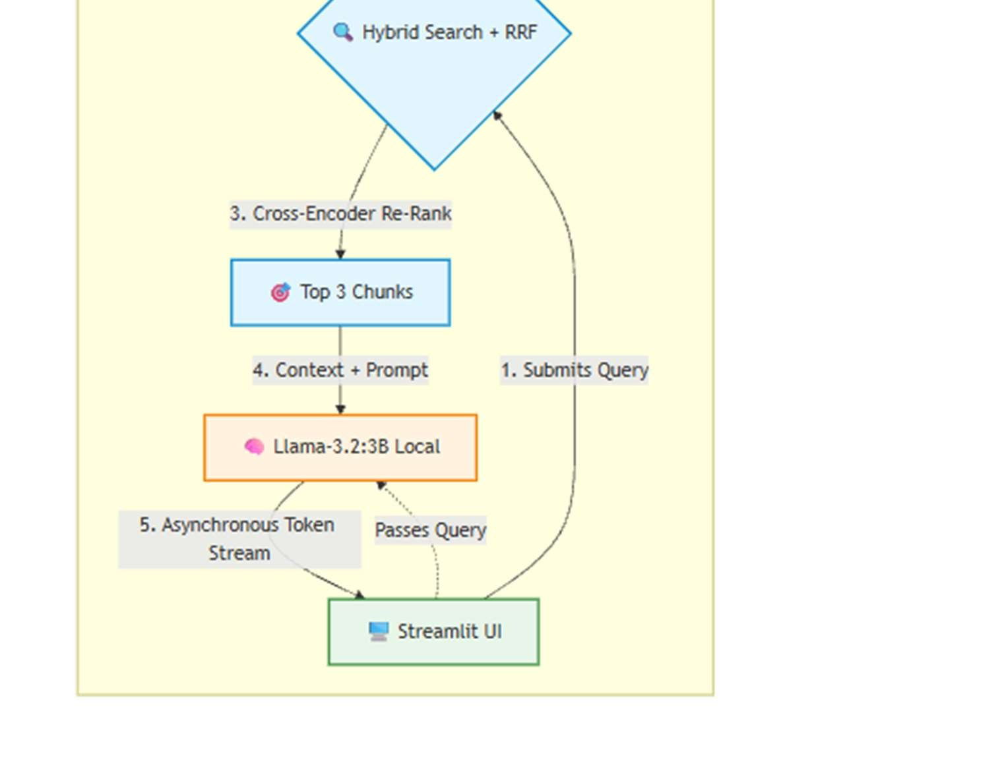 Hybrid Search + RRF
3. Cross-Encoder Re-Rank
Top 3 Chunks
4. Context + Prompt
1. Submits Query
Llama-3.2:3B Local
5. Asynchronous Token
Stream
Passes Query
Streamlit UI